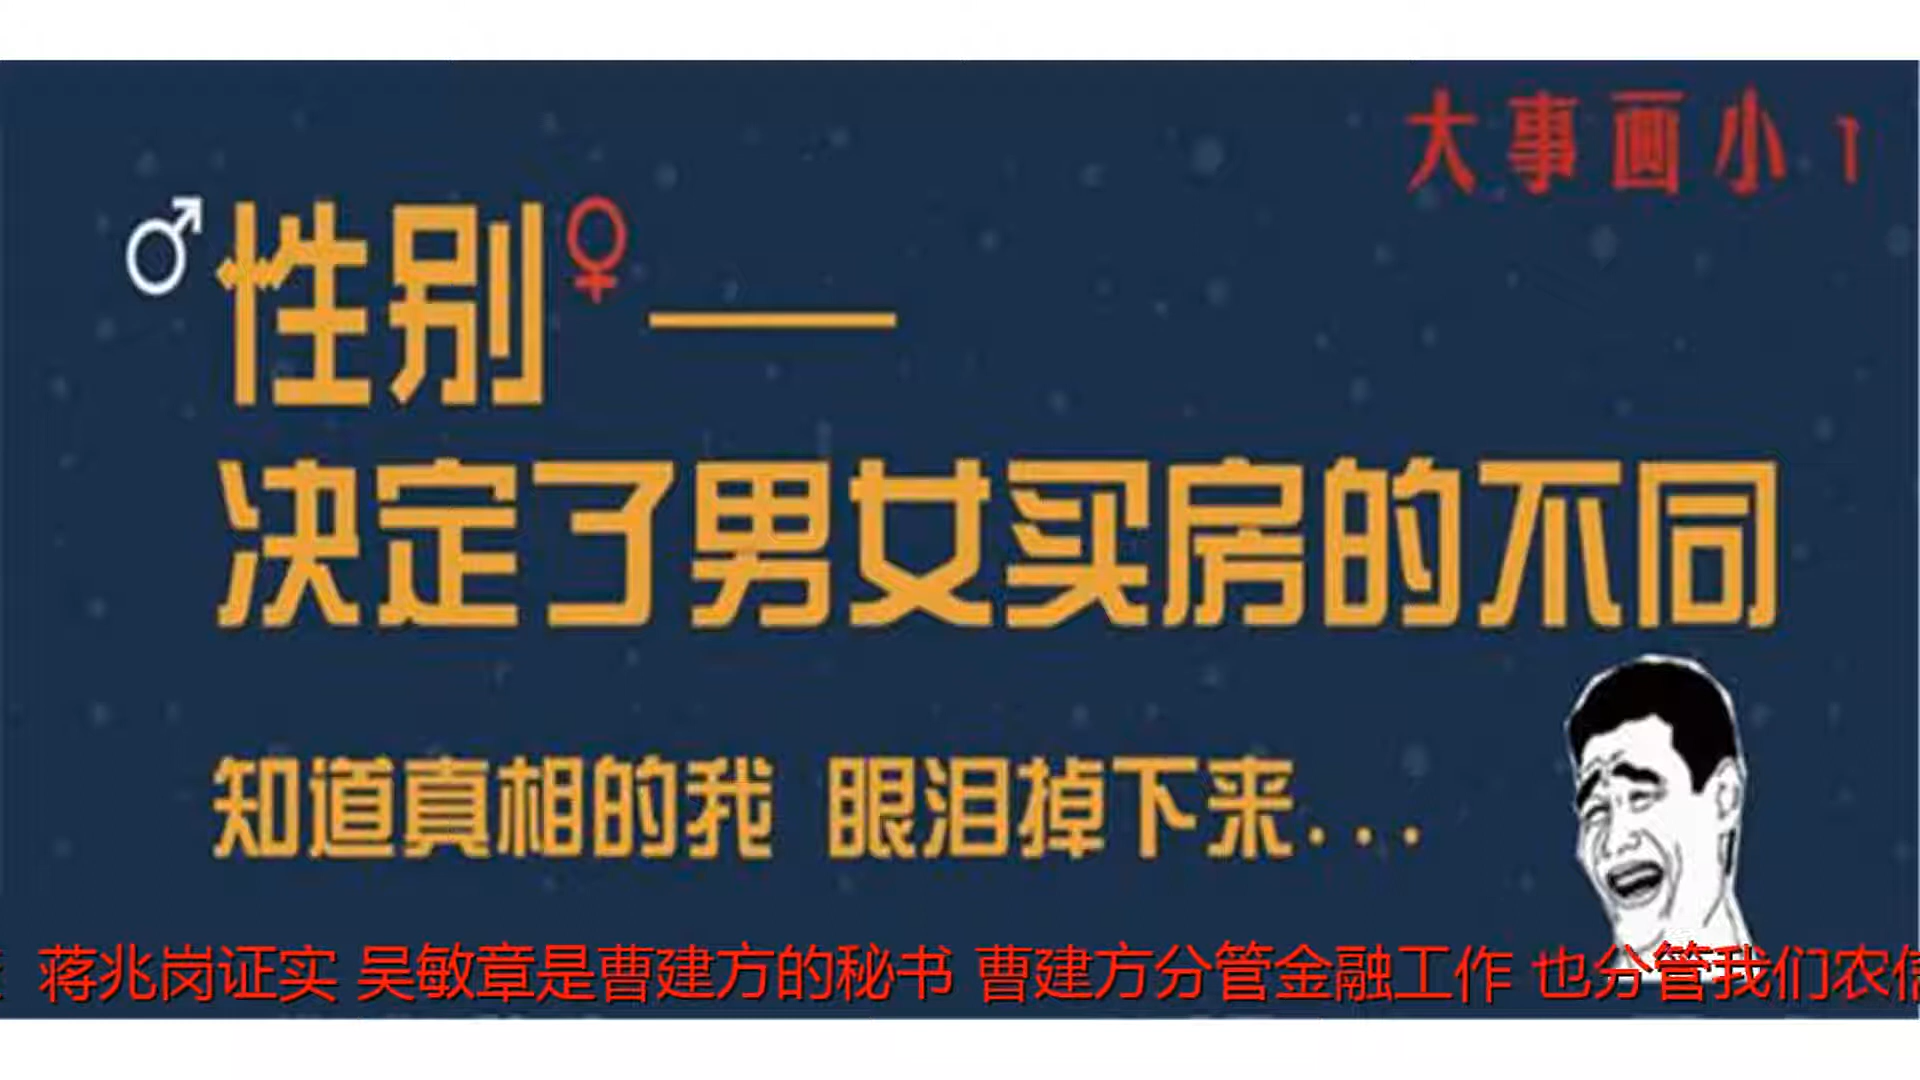 大事画小 1
♂性别♀——
决定了男女买房的不同
知道真相的我 眼泪掉下来...
蒋兆岗证实 吴敏章是曹建方的秘书 曹建方分管金融工作 也分管我们农信